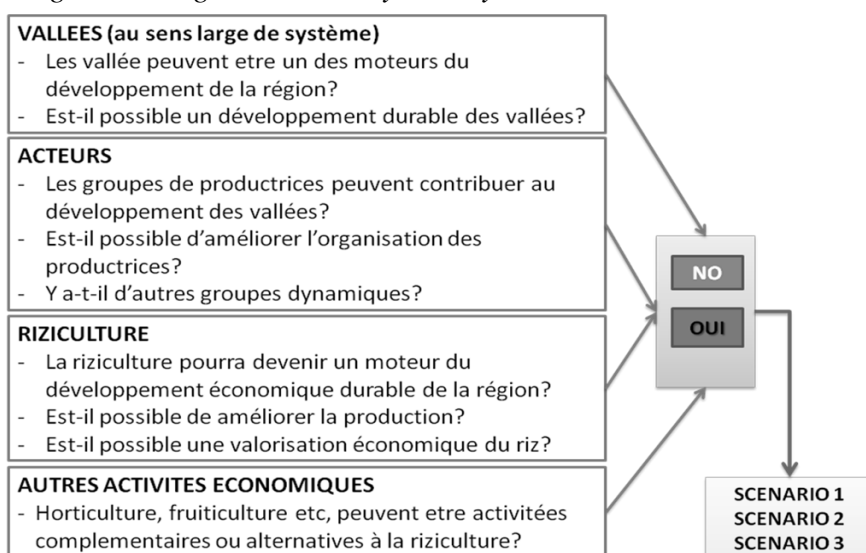 VALLEES (au sens large de système)
- Les vallée peuvent etre un des moteurs du
développement de la région?
- Est-il possible un développement durable des vallées?
ACTEURS
- Les groupes de productrices peuvent contribuer au
développement des vallées?
- Est-il possible d'améliorer l'organisation des
productrices?
- Y a-t-il d'autres groupes dynamiques?
RIZICULTURE
- La riziculture pourra devenir un moteur du
développement économique durable de la région?
- Est-il possible de améliorer la production?
- Est-il possible une valorisation économique du riz?
AUTRES ACTIVITES ECONOMIQUES
- Horticulture, fruiticulture etc, peuvent etre activitées
complementaires ou alternatives à la riziculture?
NO
OUI
SCENARIO 1
SCENARIO 2
SCENARIO 3